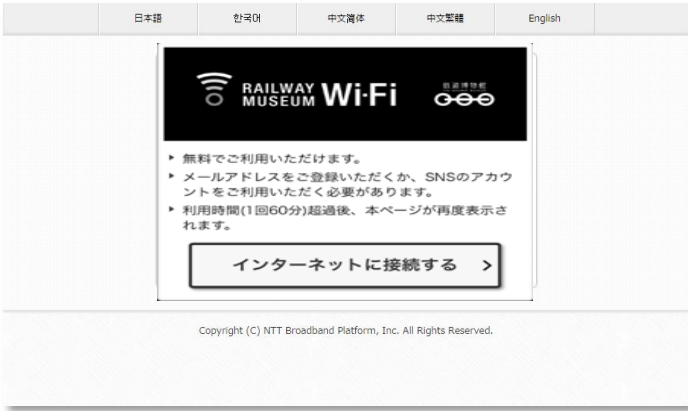 日本語 한국어 中文简体 中文繁體 English
RAILWAY
MUSEUM Wi-Fi 鉄道博物館
無料でご利用いただけます。
メールアドレスをご登録いただくか、SNSのアカウ
ントをご利用いただく必要があります。
利用時間(1回60分)超過後、本ページが再度表示さ
れます。
インターネットに接続する >
Copyright (C) NTT Broadband Platform, Inc. All Rights Reserved.